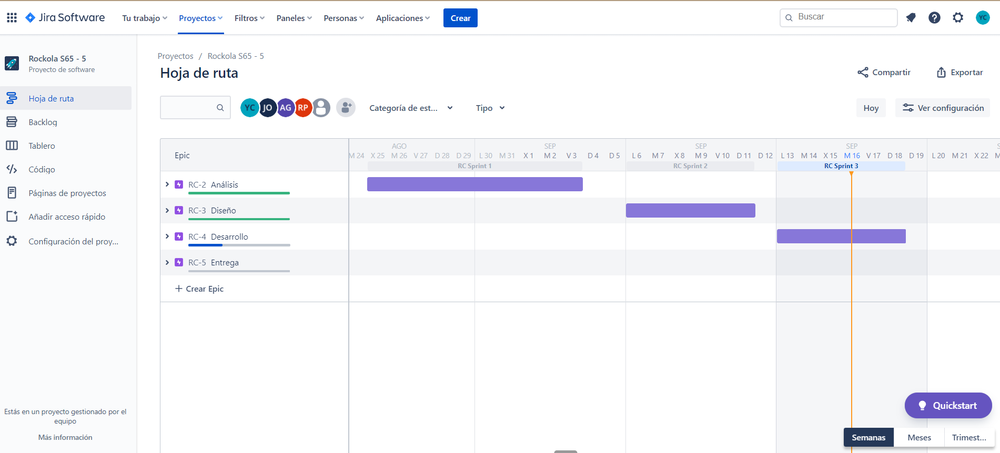 Jira Software
Tu trabajo Proyectos Filtros Paneles Personas Aplicaciones Crear Buscar YC
Rockola S65 - 5
Proyecto de software
Hoja de ruta
Backlog
Tablero
Código
Páginas de proyectos
Añadir acceso rápido
Configuración del proy...
Estás en un proyecto gestionado por el
equipo
Más información
Proyectos / Rockola S65 - 5
Hoja de ruta
Compartir Exportar
YC JO AG RP Categoría de est... Tipo Hoy Ver configuración
AGO SEP SEP SEP
Epic
M 24 X 25 M 26 V 27 D 28 D 29 L 30 M 31 X 1 M 2 V 3 D 4 D 5 L 6 M 7 X 8 M 9 V 10 D 11 D 12 L 13 M 14 X 15 M 16 V 17 D 18 D 19 L 20 M 21 X 22
RC Sprint 1 RC Sprint 2 RC Sprint 3
RC-2 Análisis
RC-3 Diseño
RC-4 Desarrollo
RC-5 Entrega
+ Crear Epic
Quickstart
Semanas Meses Trimest...